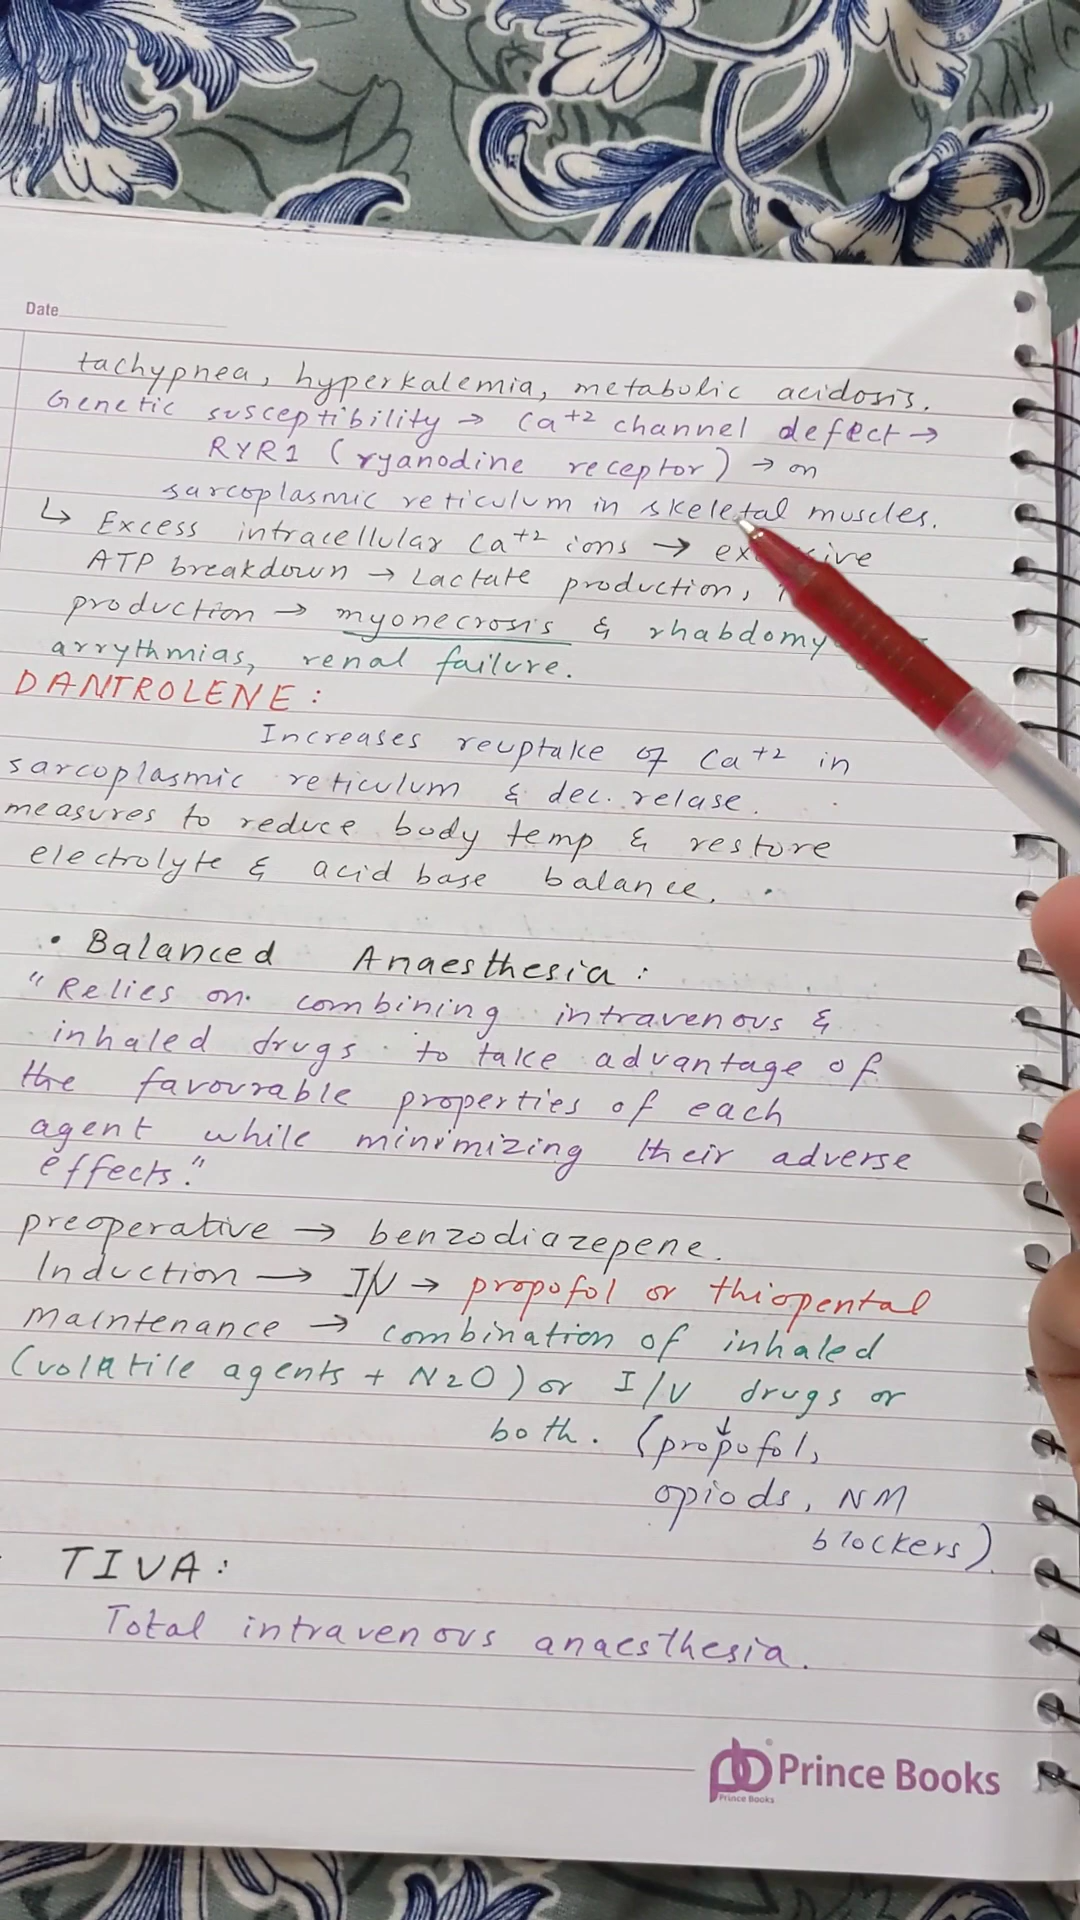 Date
tachypnea, hyperkalemia, metabolic acidosis.
Genetic susceptibility → Ca+2 channel defect →
RYR1 (ryanodine receptor) → on
sarcoplasmic reticulum in skeletal muscles.
↳ Excess intracellular Ca+2 ions →
ATP breakdown → Lactate production,
production → myonecrosis &
arrythmias, renal failure.
DANTROLENE :
Increases reuptake of Ca+2 in
sarcoplasmic reticulum & dec. relase.
measures to reduce body temp & restore
electrolyte & acid base balance.
• Balanced Anaesthesia :
"Relies on combining intravenous &
inhaled drugs to take advantage of
the favourable properties of each
agent while minimizing their adverse
effects."
preoperative → benzodiazepene.
Induction → I/V → propofol or thiopental
maintenance → combination of inhaled
(volatile agents + N2O) or I/V drugs or
both. (propofol,
opiods, NM
blockers)
TIVA :
Total intravenous anaesthesia.
Prince Books
Prince Books